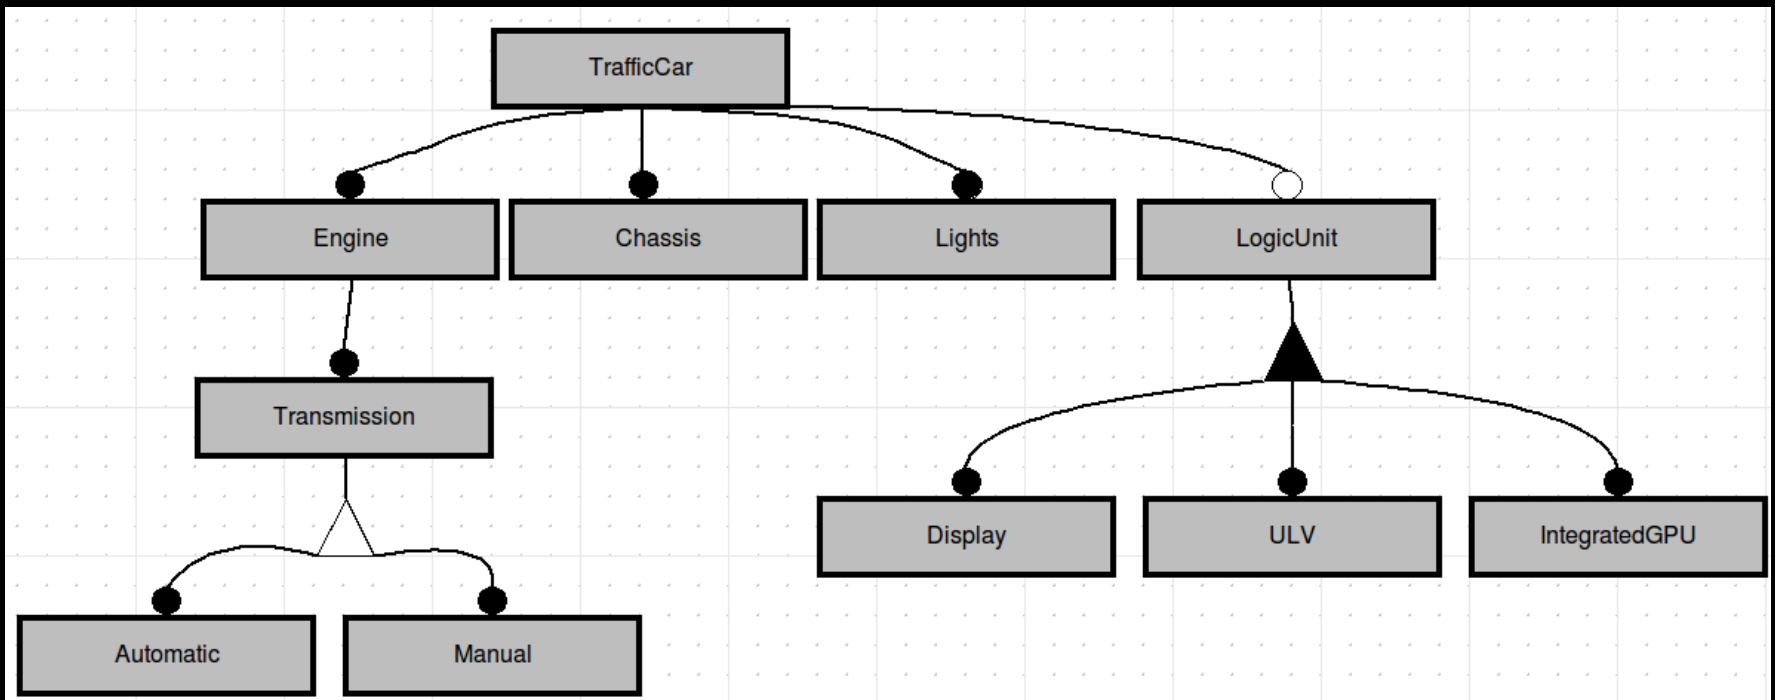 TrafficCar
Engine
Chassis
Lights
LogicUnit
Transmission
Display
ULV
IntegratedGPU
Automatic
Manual